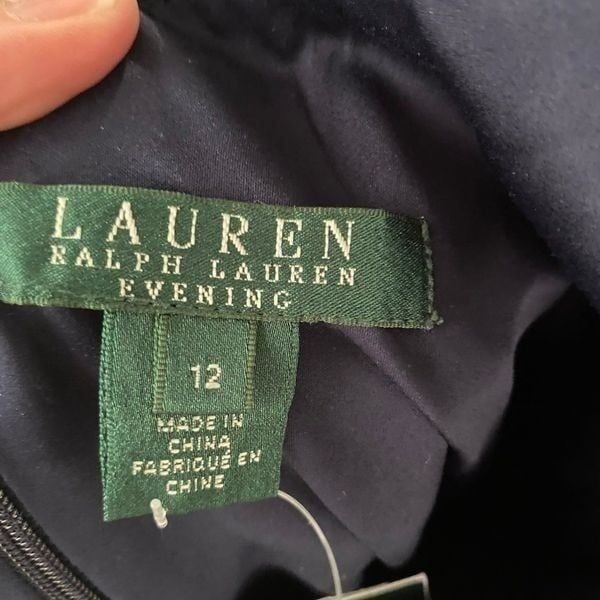 LAUREN
RALPH LAUREN
EVENING
12
MADE IN
CHINA
FABRIQUÉ EN
CHINE